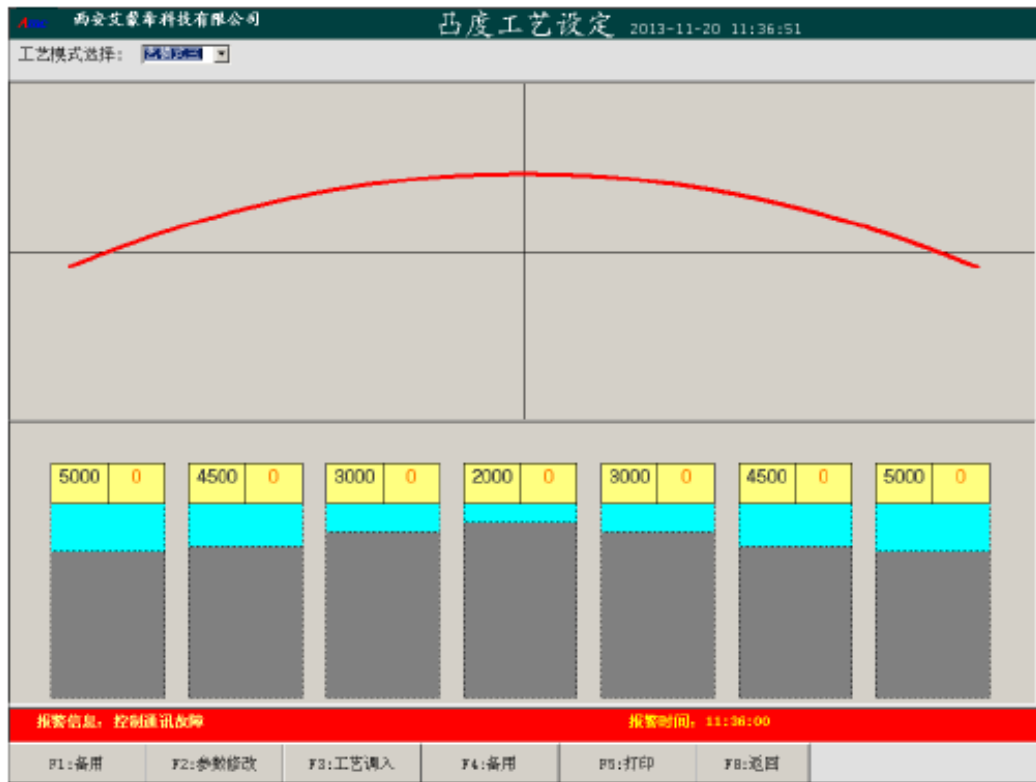 Amc 西安艾蒙希科技有限公司 凸度工艺设定 2013-11-20 11:36:51
工艺模式选择:
5000 0 4500 0 3000 0 2000 0 3000 0 4500 0 5000 0
报警信息: 控制通讯故障 报警时间: 11:36:00
F1:备用 F2:参数修改 F3:工艺调入 F4:备用 F5:打印 F8:返回